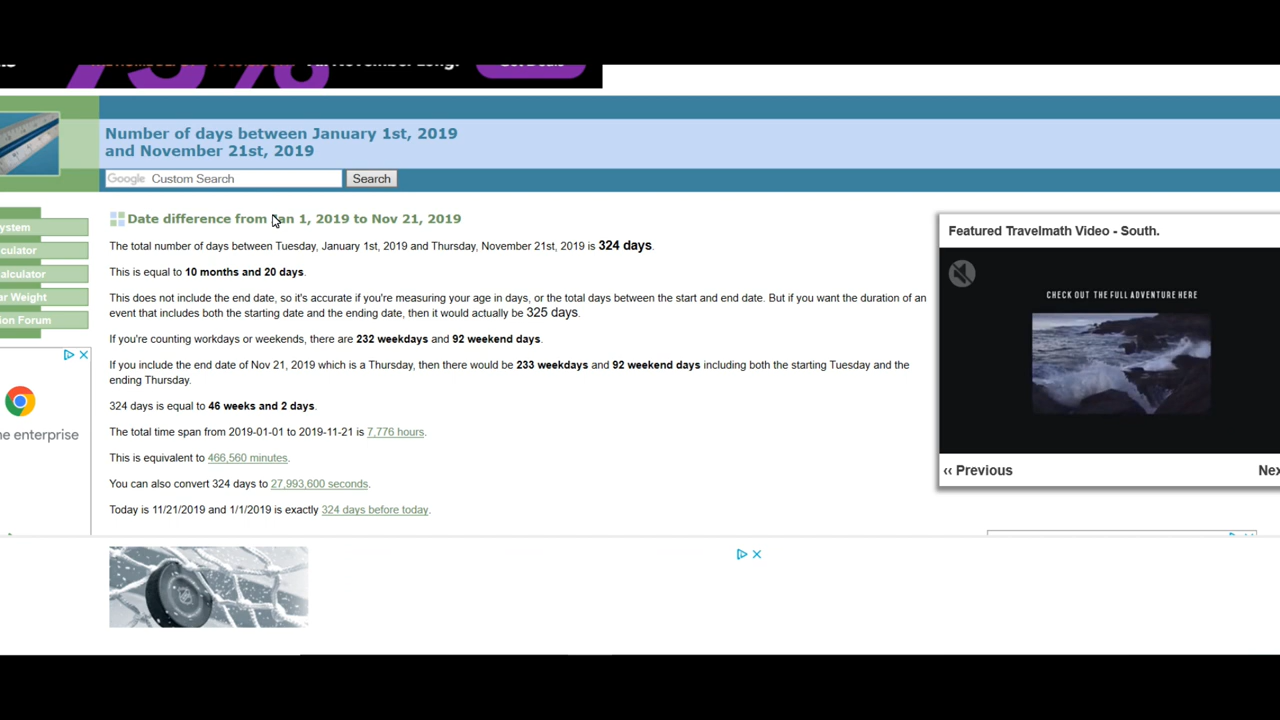 Number of days between January 1st, 2019
and November 21st, 2019
Google Custom Search
Search
ystem
culator
alculator
ar Weight
ion Forum
he enterprise
Date difference from Jan 1, 2019 to Nov 21, 2019
The total number of days between Tuesday, January 1st, 2019 and Thursday, November 21st, 2019 is 324 days.
This is equal to 10 months and 20 days.
This does not include the end date, so it's accurate if you're measuring your age in days, or the total days between the start and end date. But if you want the duration of an
event that includes both the starting date and the ending date, then it would actually be 325 days.
If you're counting workdays or weekends, there are 232 weekdays and 92 weekend days.
If you include the end date of Nov 21, 2019 which is a Thursday, then there would be 233 weekdays and 92 weekend days including both the starting Tuesday and the
ending Thursday.
324 days is equal to 46 weeks and 2 days.
The total time span from 2019-01-01 to 2019-11-21 is 7,776 hours.
This is equivalent to 466,560 minutes.
You can also convert 324 days to 27,993,600 seconds.
Today is 11/21/2019 and 1/1/2019 is exactly 324 days before today.
Featured Travelmath Video - South.
CHECK OUT THE FULL ADVENTURE HERE
‹‹ Previous
Nex